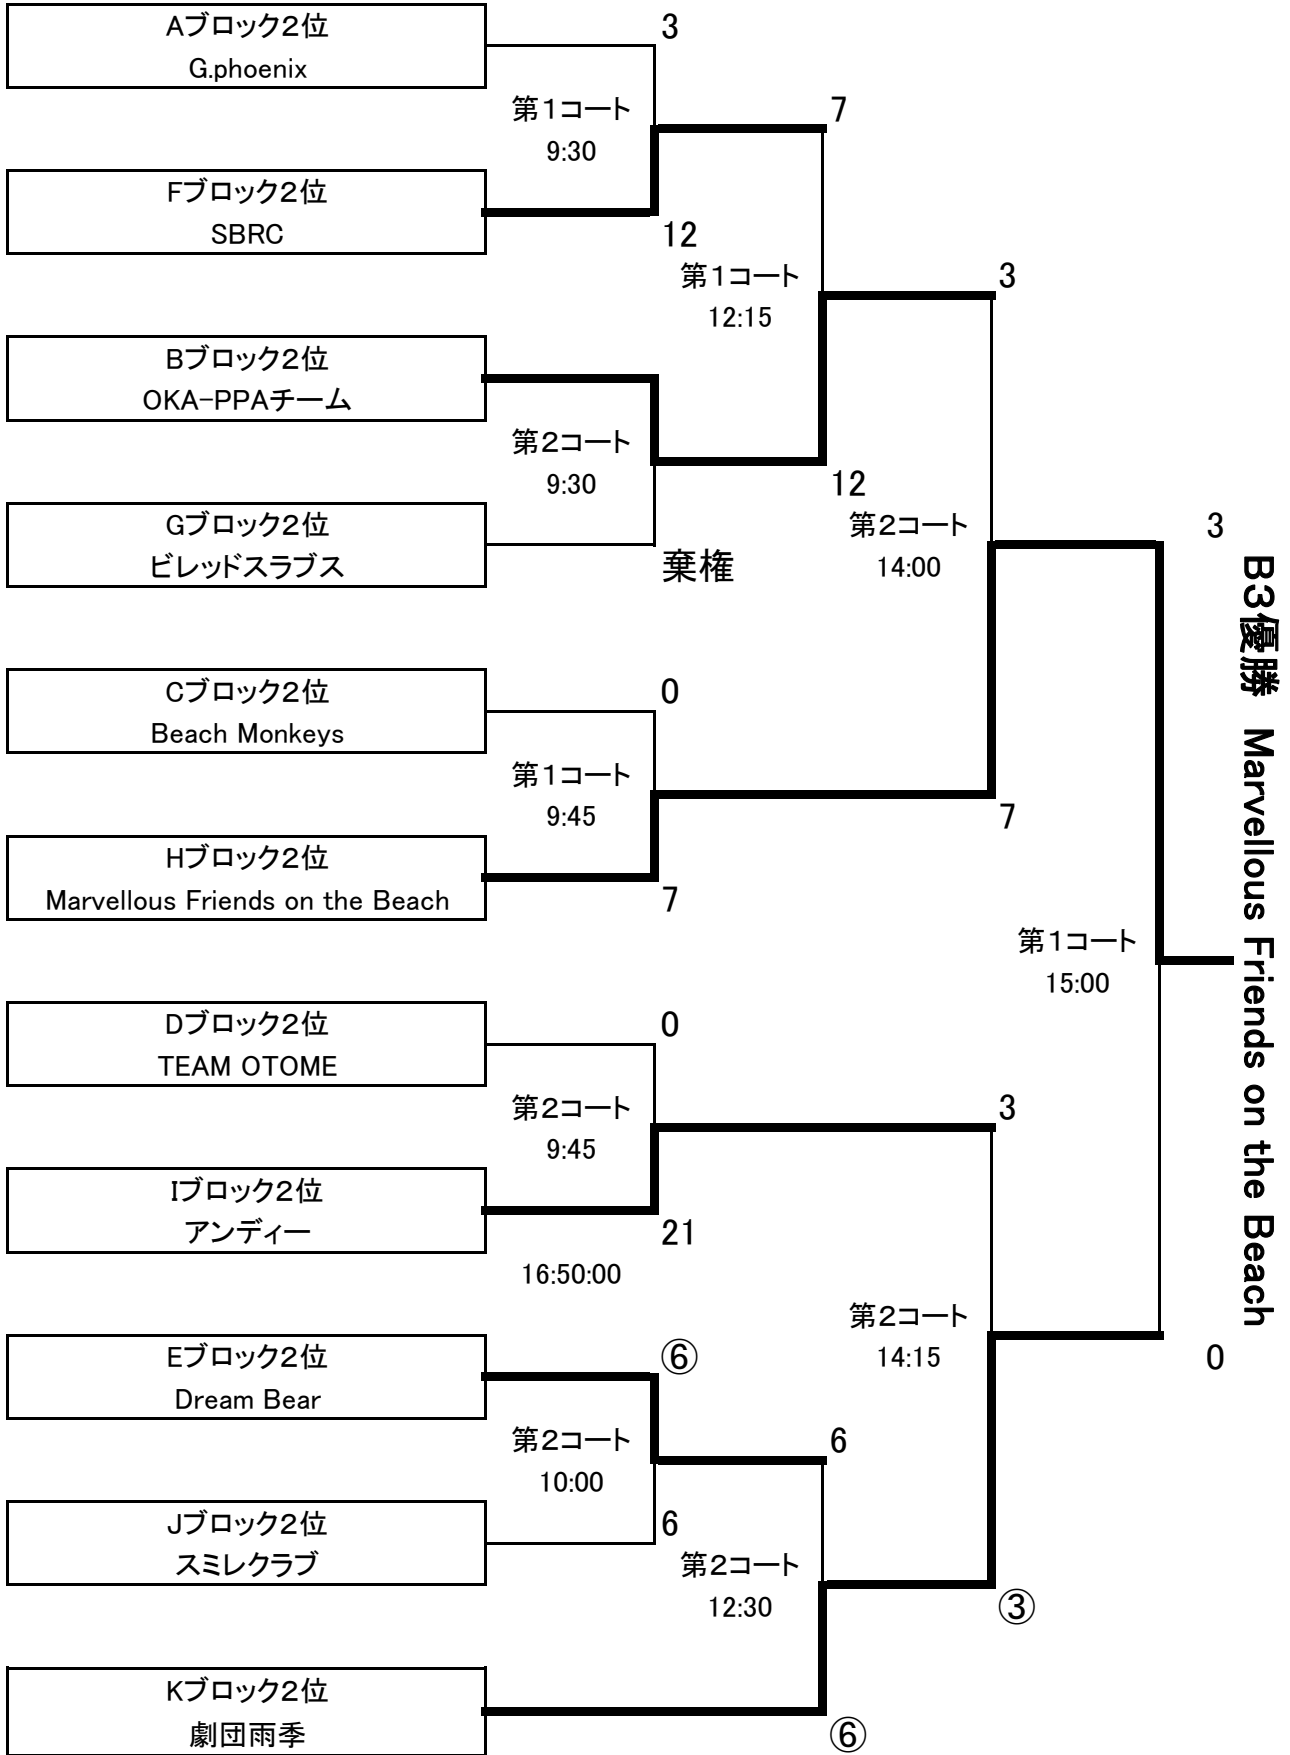 Aブロック2位
G.phoenix
3
第1コート
9:30
7
Fブロック2位
SBRC
12
第1コート
12:15
3
Bブロック2位
OKA-PPAチーム
第2コート
9:30
12
Gブロック2位
ビレッドスラブス
棄権
第2コート
14:00
3
Cブロック2位
Beach Monkeys
0
第1コート
9:45
7
Hブロック2位
Marvellous Friends on the Beach
7
第1コート
15:00
B3優勝 Marvellous Friends on the Beach
Dブロック2位
TEAM OTOME
0
第2コート
9:45
3
Iブロック2位
アンディー
21
16:50:00
第2コート
14:15
0
Eブロック2位
Dream Bear
⑥
第2コート
10:00
6
Jブロック2位
スミレクラブ
6
第2コート
12:30
③
Kブロック2位
劇団雨季
⑥